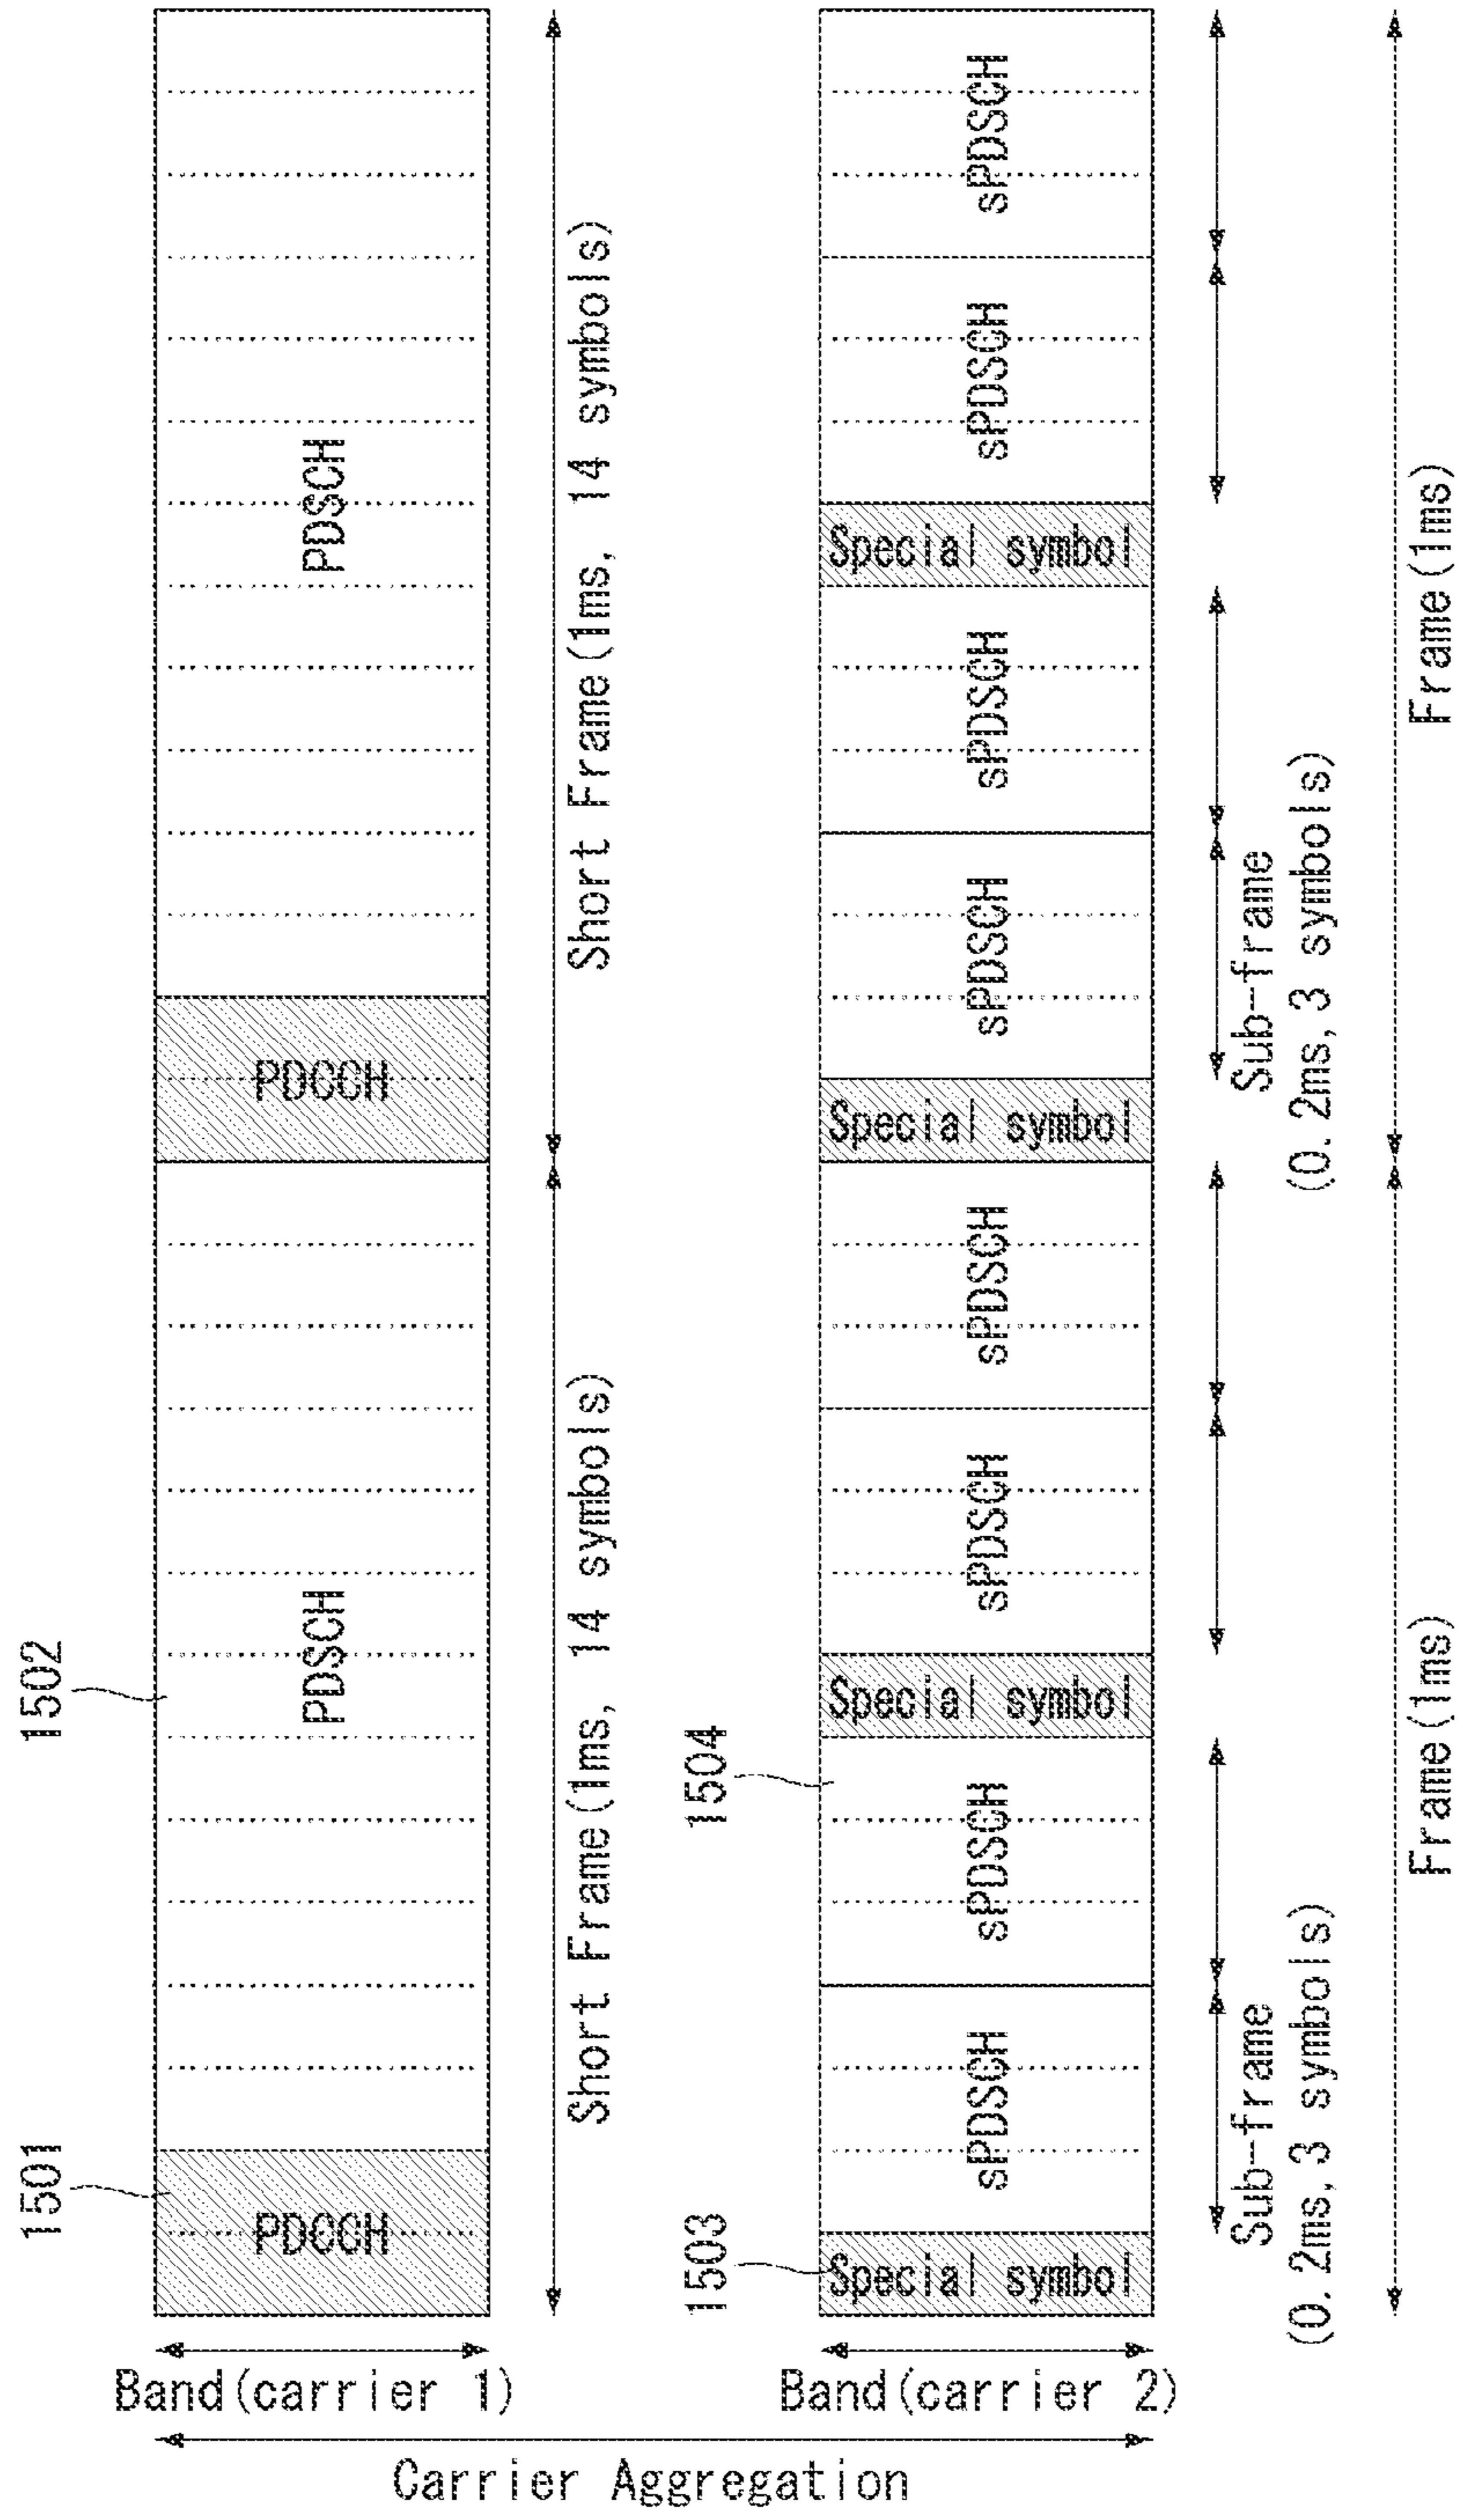 1501
1502
PDCCH
PDSCH
PDCCH
PDSCH
Short Frame(1ms, 14 symbols)
Short Frame(1ms, 14 symbols)
1503
1504
Special symbol
sPDSCH
sPDSCH
Special symbol
sPDSCH
sPDSCH
Special symbol
sPDSCH
sPDSCH
Special symbol
sPDSCH
sPDSCH
Sub-frame
(0.2ms, 3 symbols)
Sub-frame
(0.2ms, 3 symbols)
Frame(1ms)
Frame(1ms)
Band(carrier 1)
Band(carrier 2)
Carrier Aggregation